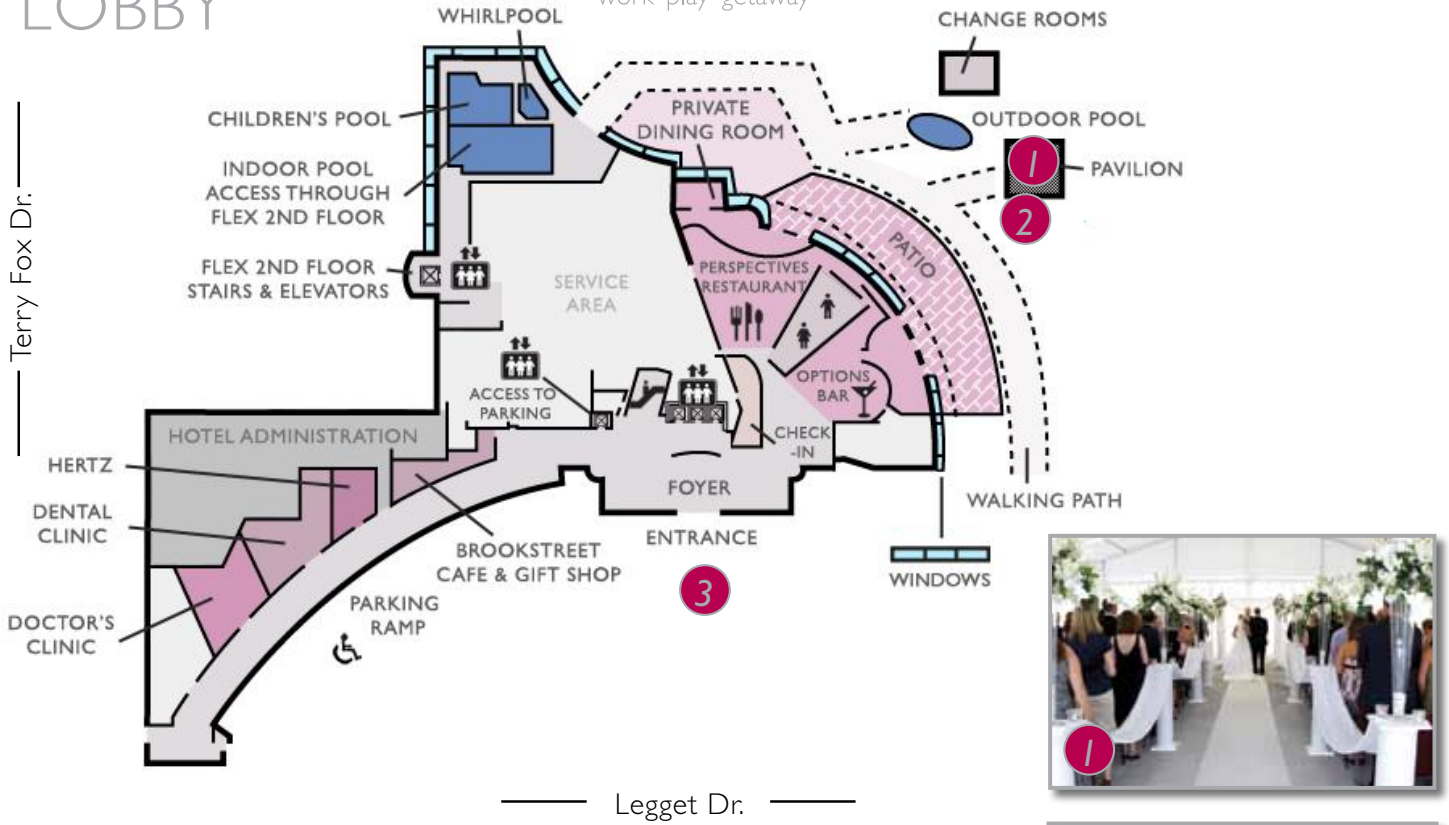 LOBBY
work play getaway
WHIRLPOOL
CHANGE ROOMS
CHILDREN'S POOL
PRIVATE
DINING ROOM
OUTDOOR POOL
1
PAVILION
2
INDOOR POOL
ACCESS THROUGH
FLEX 2ND FLOOR
Terry Fox Dr.
PATIO
FLEX 2ND FLOOR
STAIRS & ELEVATORS
SERVICE
AREA
PERSPECTIVES
RESTAURANT
OPTIONS
BAR
ACCESS TO
PARKING
CHECK
-IN
HOTEL ADMINISTRATION
HERTZ
FOYER
WALKING PATH
DENTAL
CLINIC
ENTRANCE
BROOKSTREET
CAFE & GIFT SHOP
WINDOWS
3
PARKING
RAMP
DOCTOR'S
CLINIC
1
Legget Dr.